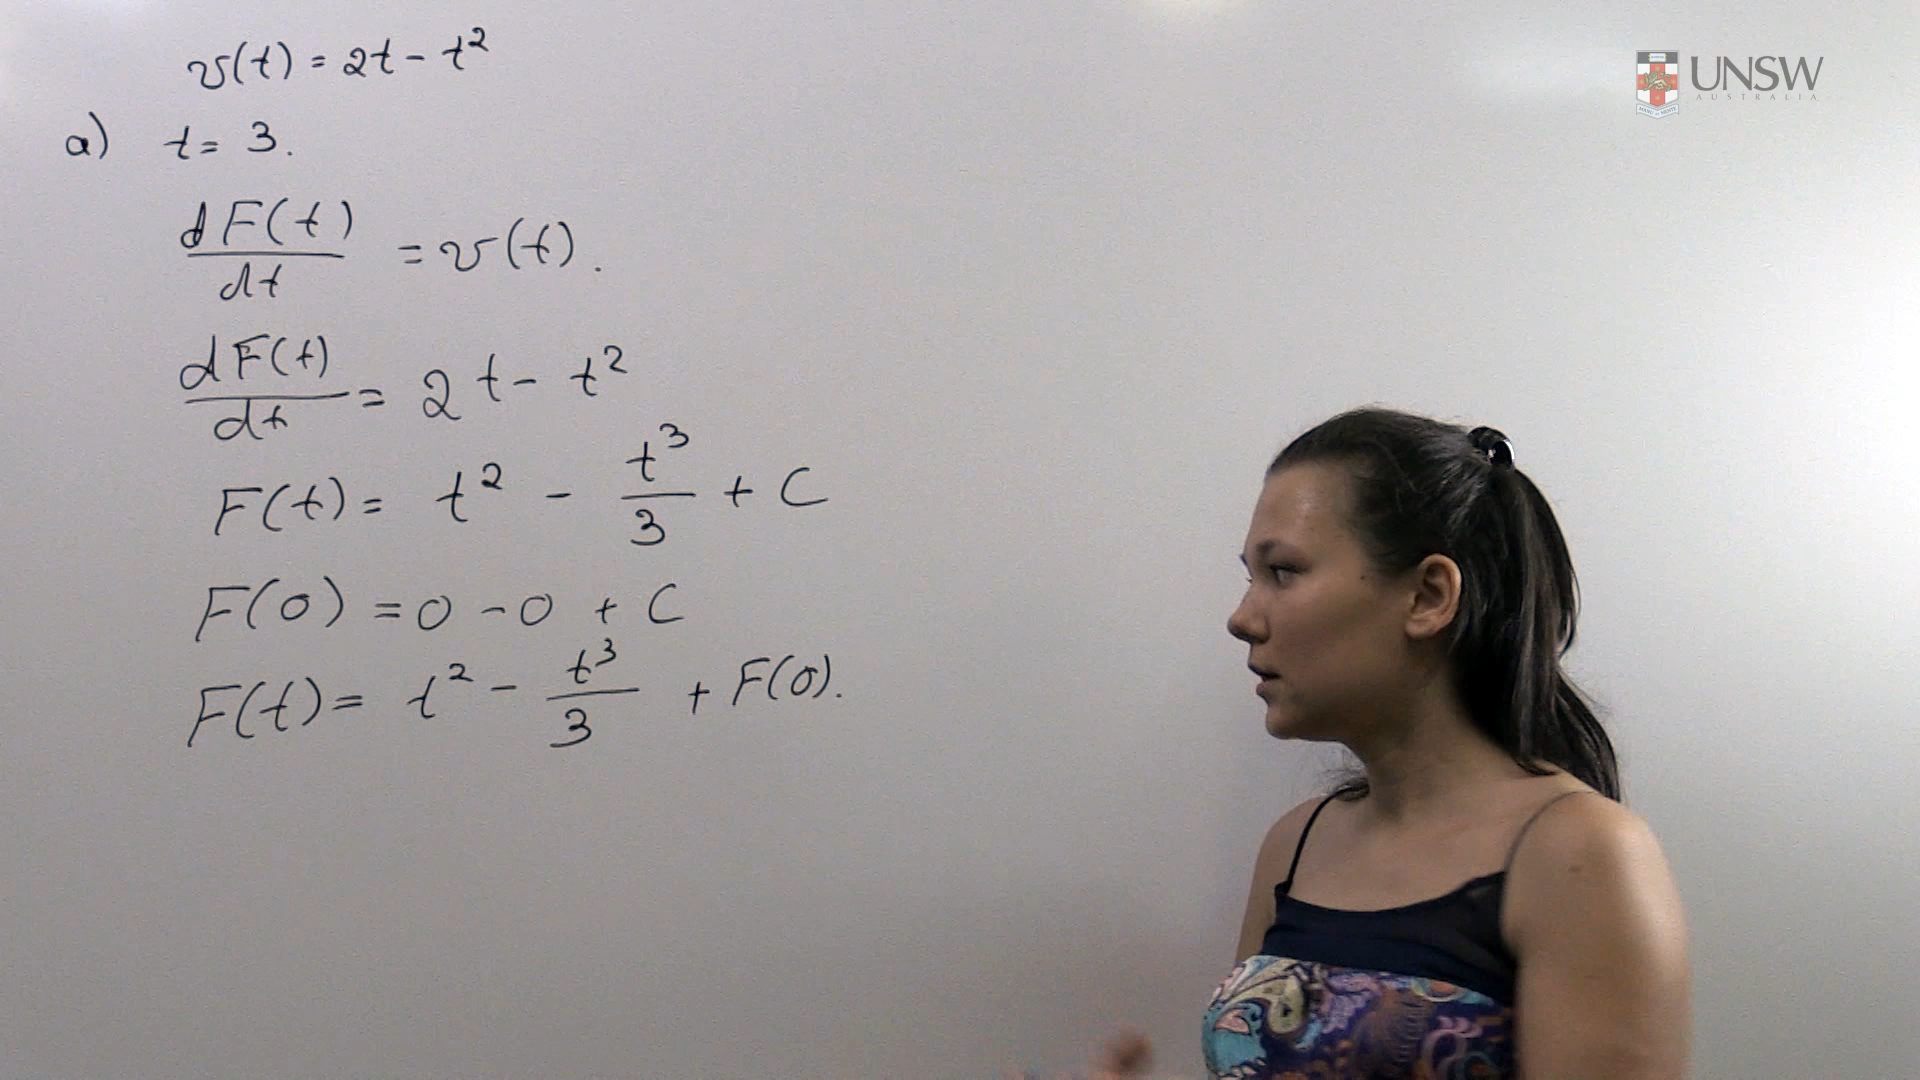 v(t) = 2t - t²
a) t = 3.
dF(t)/dt = v(t).
dF(t)/dt = 2t - t²
F(t) = t² - t³/3 + C
F(0) = 0 - 0 + C
F(t) = t² - t³/3 + F(0).
UNSW
AUSTRALIA